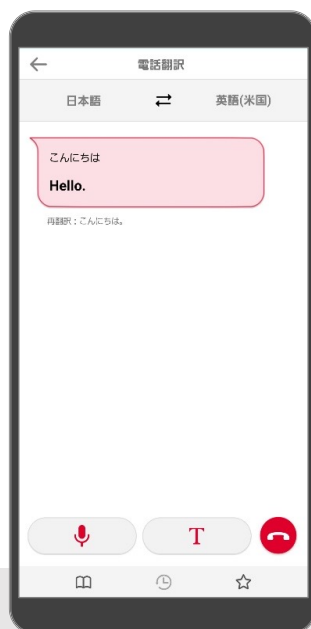 電話翻訳
日本語 英語(米国)
こんにちは
Hello.
再翻訳：こんにちは。
T